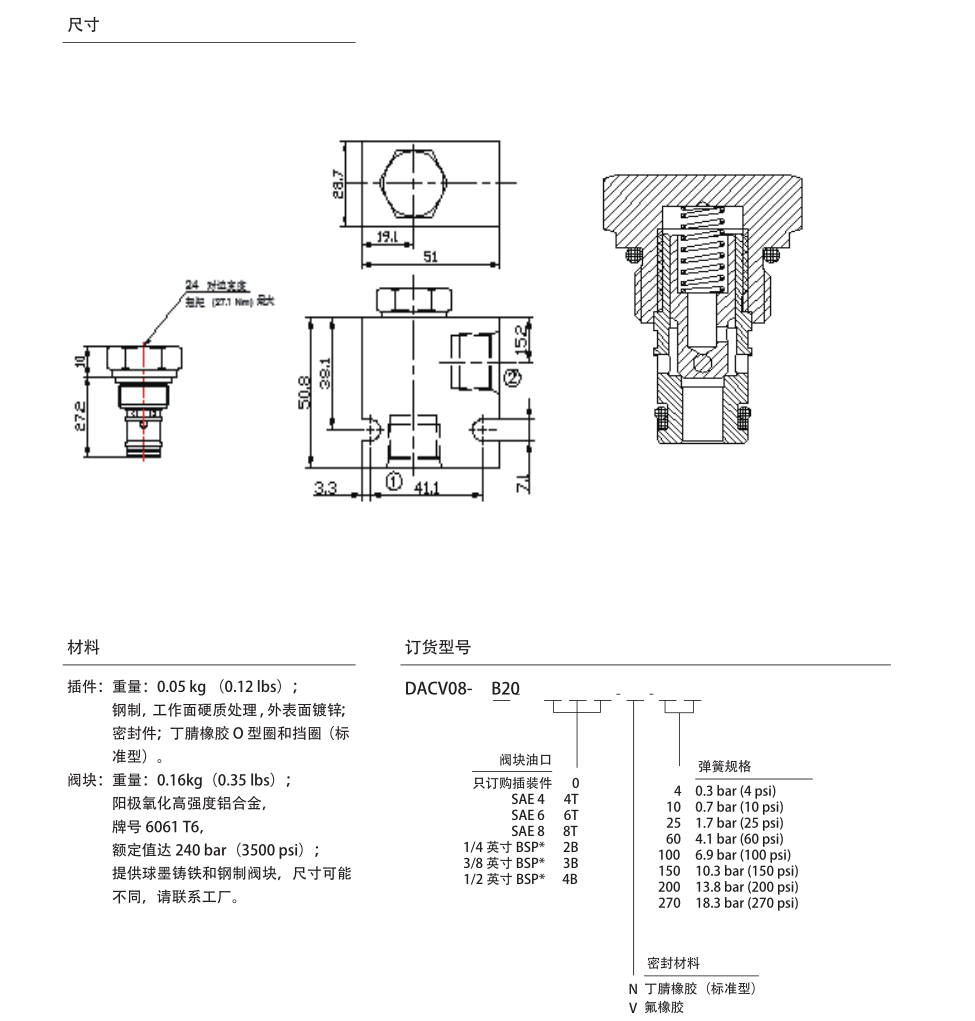 尺寸
28.7
19.1
51
24 对边宽度
扭矩 (27.1 Nm) 最大
10
27.2
50.8
38.1
15.2
②
①
3.3
41.1
7.1
材料
插件：重量：0.05 kg （0.12 lbs）；
钢制，工作面硬质处理，外表面镀锌；
密封件；丁腈橡胶 O 型圈和挡圈（标
准型）。
阀块：重量：0.16kg（0.35 lbs）；
阳极氧化高强度铝合金，
牌号 6061 T6，
额定值达 240 bar（3500 psi）；
提供球墨铸铁和钢制阀块，尺寸可能
不同，请联系工厂。
订货型号
DACV08- B20 - -
阀块油口
只订购插装件 0
SAE 4 4T
SAE 6 6T
SAE 8 8T
1/4 英寸 BSP* 2B
3/8 英寸 BSP* 3B
1/2 英寸 BSP* 4B
弹簧规格
4 0.3 bar (4 psi)
10 0.7 bar (10 psi)
25 1.7 bar (25 psi)
60 4.1 bar (60 psi)
100 6.9 bar (100 psi)
150 10.3 bar (150 psi)
200 13.8 bar (200 psi)
270 18.3 bar (270 psi)
密封材料
N 丁腈橡胶（标准型）
V 氟橡胶